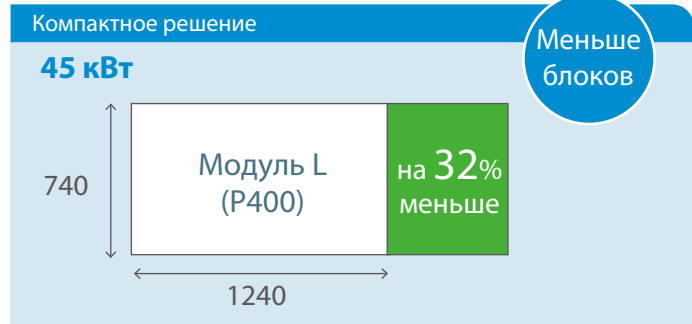 Компактное решение
Меньше
блоков
45 кВт
740
Модуль L
(P400)
на 32%
меньше
1240